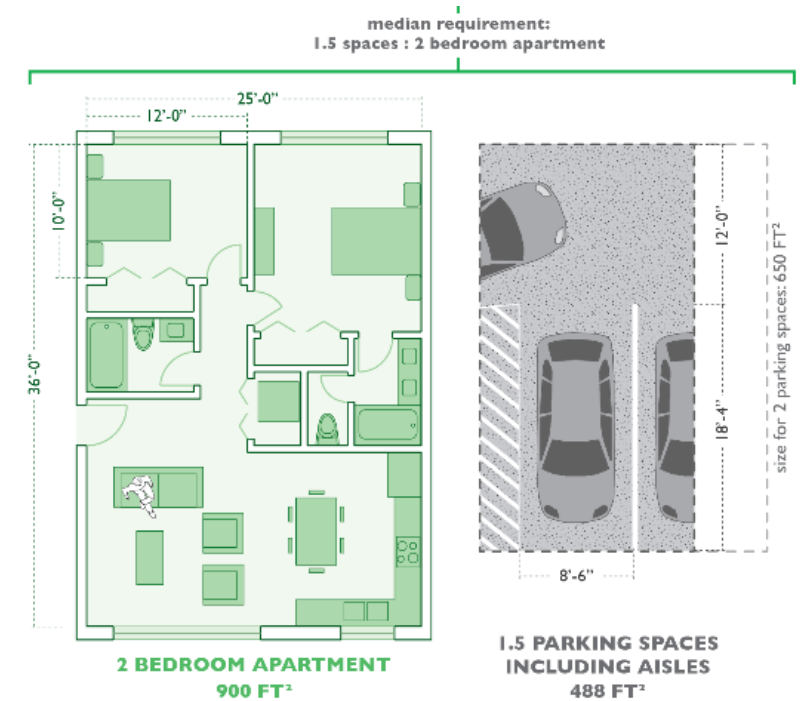 median requirement:
1.5 spaces : 2 bedroom apartment
25'-0"
12'-0"
10'-0"
36'-0"
12'-0"
18'-4"
size for 2 parking spaces: 650 FT²
8'-6"
2 BEDROOM APARTMENT
900 FT²
1.5 PARKING SPACES
INCLUDING AISLES
488 FT²